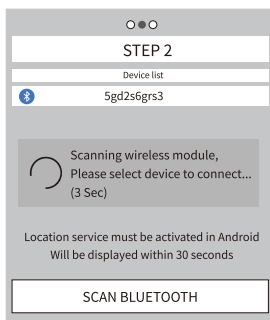 STEP 2
Device list
5gd2s6grs3
Scanning wireless module,
Please select device to connect...
(3 Sec)
Location service must be activated in Android
Will be displayed within 30 seconds
SCAN BLUETOOTH